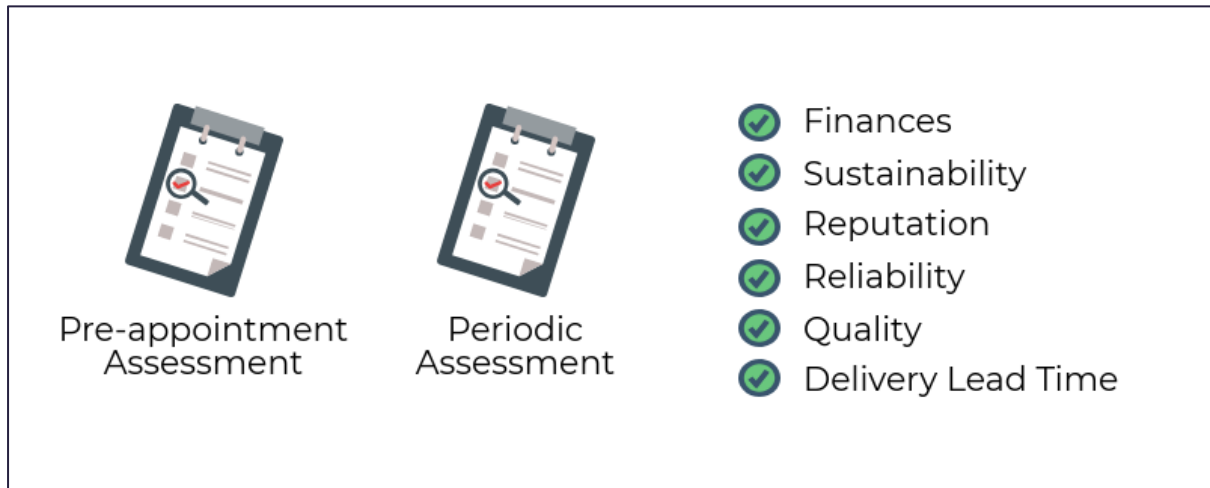 Pre-appointment
Assessment
Periodic
Assessment
Finances
Sustainability
Reputation
Reliability
Quality
Delivery Lead Time